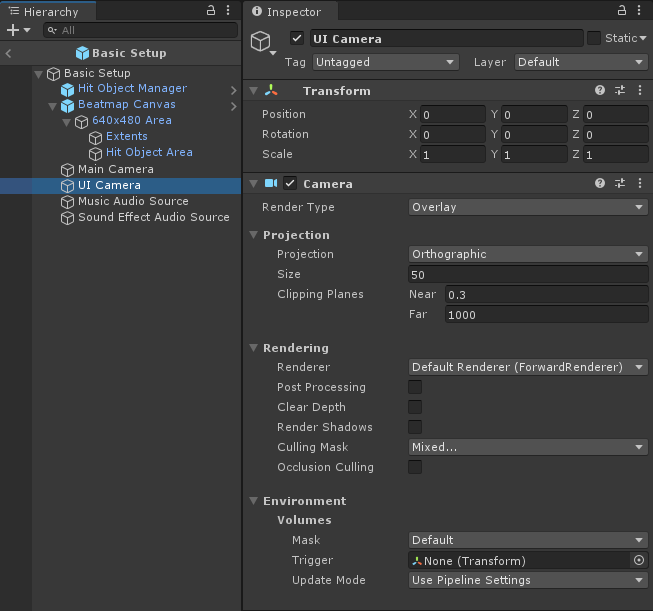 Hierarchy
All
Basic Setup
Basic Setup
Hit Object Manager
Beatmap Canvas
640x480 Area
Extents
Hit Object Area
Main Camera
UI Camera
Music Audio Source
Sound Effect Audio Source
Inspector
UI Camera
Static
Tag Untagged Layer Default
Transform
Position X 0 Y 0 Z 0
Rotation X 0 Y 0 Z 0
Scale X 1 Y 1 Z 1
Camera
Render Type Overlay
Projection
Projection Orthographic
Size 50
Clipping Planes Near 0.3
Far 1000
Rendering
Renderer Default Renderer (ForwardRenderer)
Post Processing
Clear Depth
Render Shadows
Culling Mask Mixed...
Occlusion Culling
Environment
Volumes
Mask Default
Trigger None (Transform)
Update Mode Use Pipeline Settings